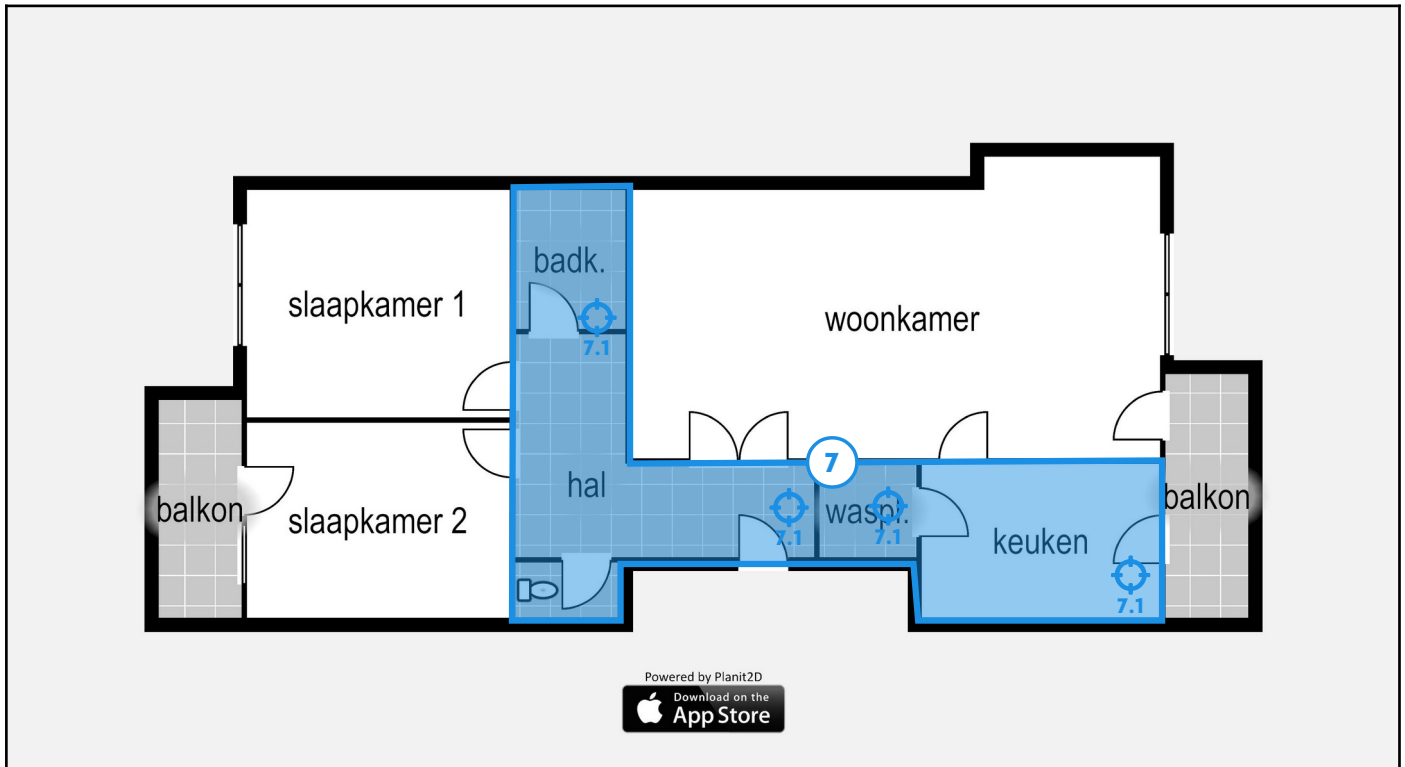 badk.
slaapkamer 1
woonkamer
7.1
7
hal
balkon
slaapkamer 2
7.1
waspl.
7.1
keuken
balkon
7.1
Powered by Planit2D
Download on the
App Store